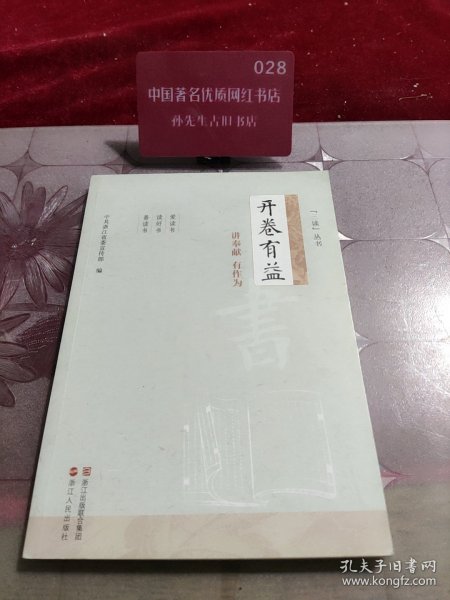 028
中国著名优质网红书店
孙先生古旧书店
「一读」丛书
开卷有益
讲奉献 有作为
爱读书
读好书
善读书
中共浙江省委宣传部 编
書
浙江出版联合集团
浙江人民出版社
孔夫子旧书网
www.kongfz.com